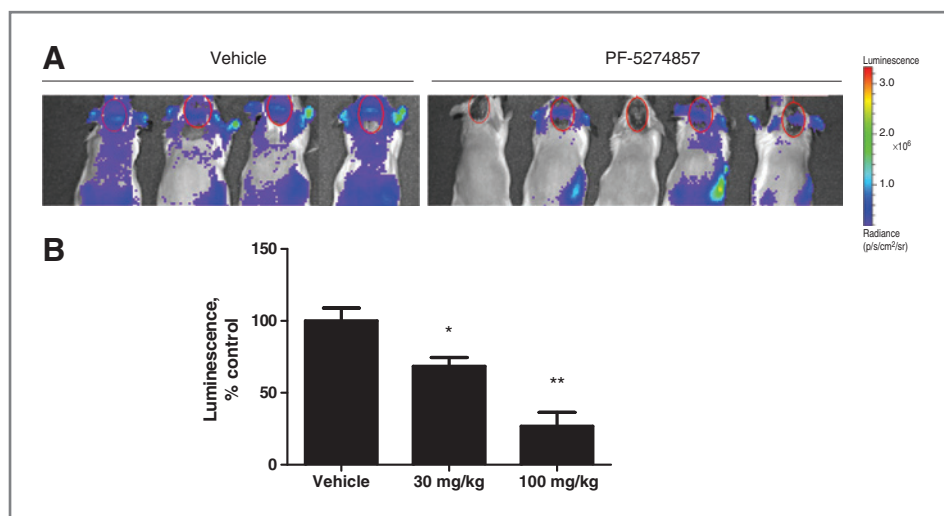 A
Vehicle
PF-5274857
Luminescence
3.0
2.0
×10⁶
1.0
Radiance
(p/s/cm²/sr)
B
Luminescence,
% control
150
100
50
0
*
**
Vehicle
30 mg/kg
100 mg/kg